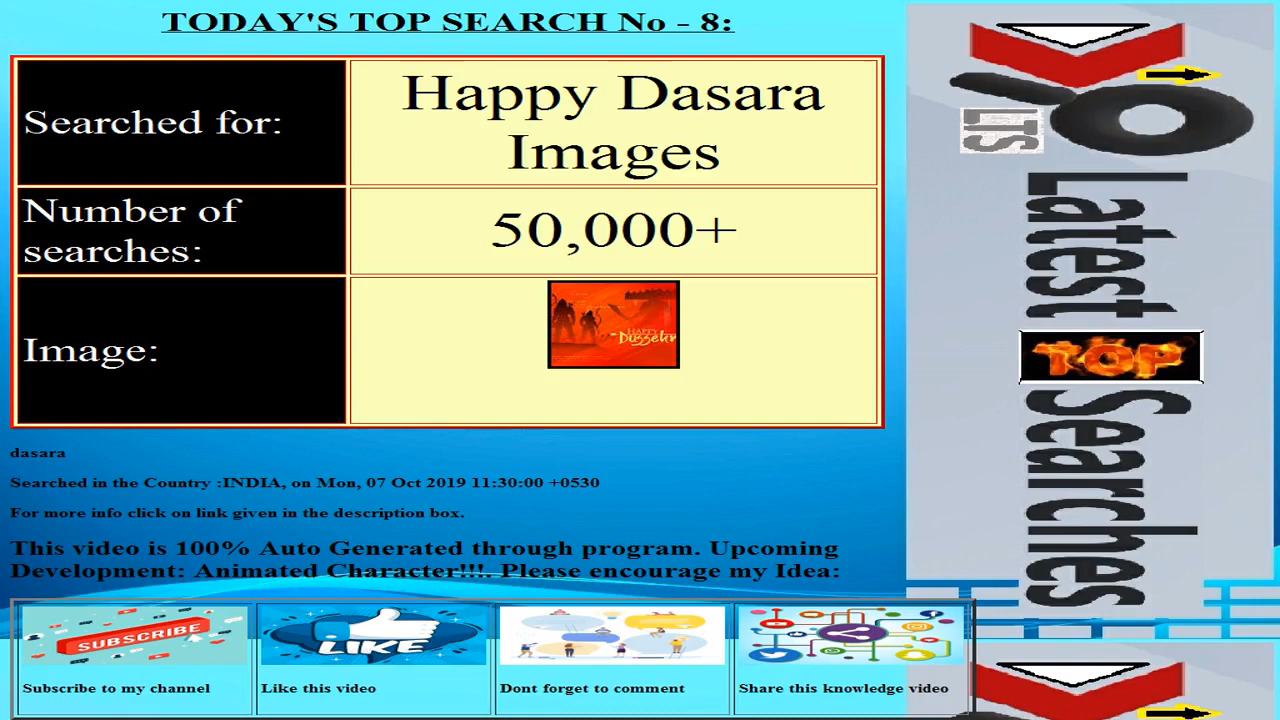 TODAY'S TOP SEARCH No - 8:
Searched for:
Happy Dasara
Images
Number of
searches:
50,000+
Image:
HAPPY
dasara
Searched in the Country :INDIA, on Mon, 07 Oct 2019 11:30:00 +0530
For more info click on link given in the description box.
This video is 100% Auto Generated through program. Upcoming
Development: Animated Character!!!. Please encourage my Idea:
SUBSCRIBE
LIKE
Subscribe to my channel
Like this video
Dont forget to comment
Share this knowledge video
LTS
Latest
TOP
Searches